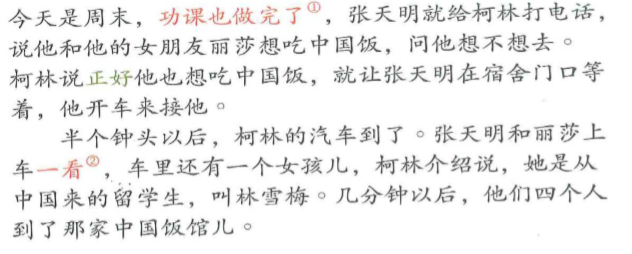 今天是周末，功课也做完了①，张天明就给柯林打电话，
说他和他的女朋友丽莎想吃中国饭，问他想不想去。
柯林说正好他也想吃中国饭，就让张天明在宿舍门口等
着，他开车来接他。
半个钟头以后，柯林的汽车到了。张天明和丽莎上
车一看②，车里还有一个女孩儿，柯林介绍说，她是从
中国来的留学生，叫林雪梅。几分钟以后，他们四个人
到了那家中国饭馆儿。